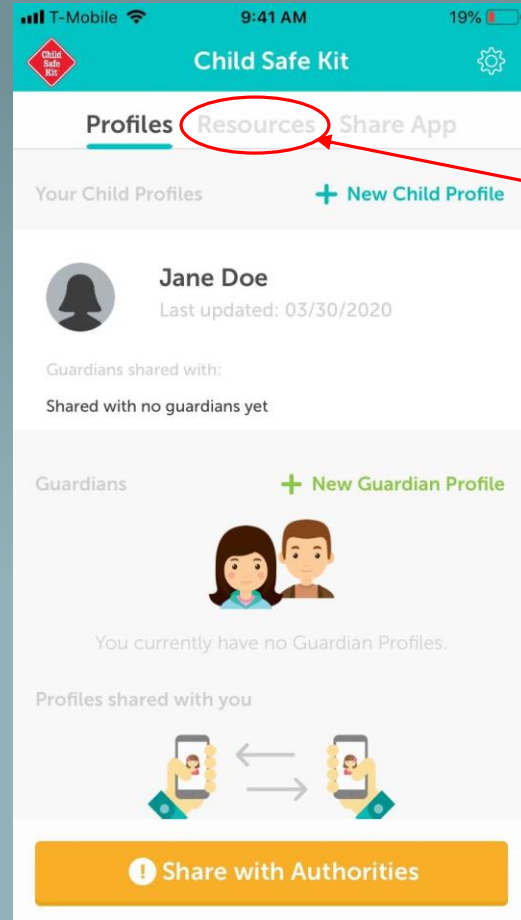 T-Mobile 9:41 AM 19%
Child
Safe
Kit
Child Safe Kit
Profiles Resources Share App
Your Child Profiles + New Child Profile
Jane Doe
Last updated: 03/30/2020
Guardians shared with:
Shared with no guardians yet
Guardians + New Guardian Profile
You currently have no Guardian Profiles.
Profiles shared with you
! Share with Authorities